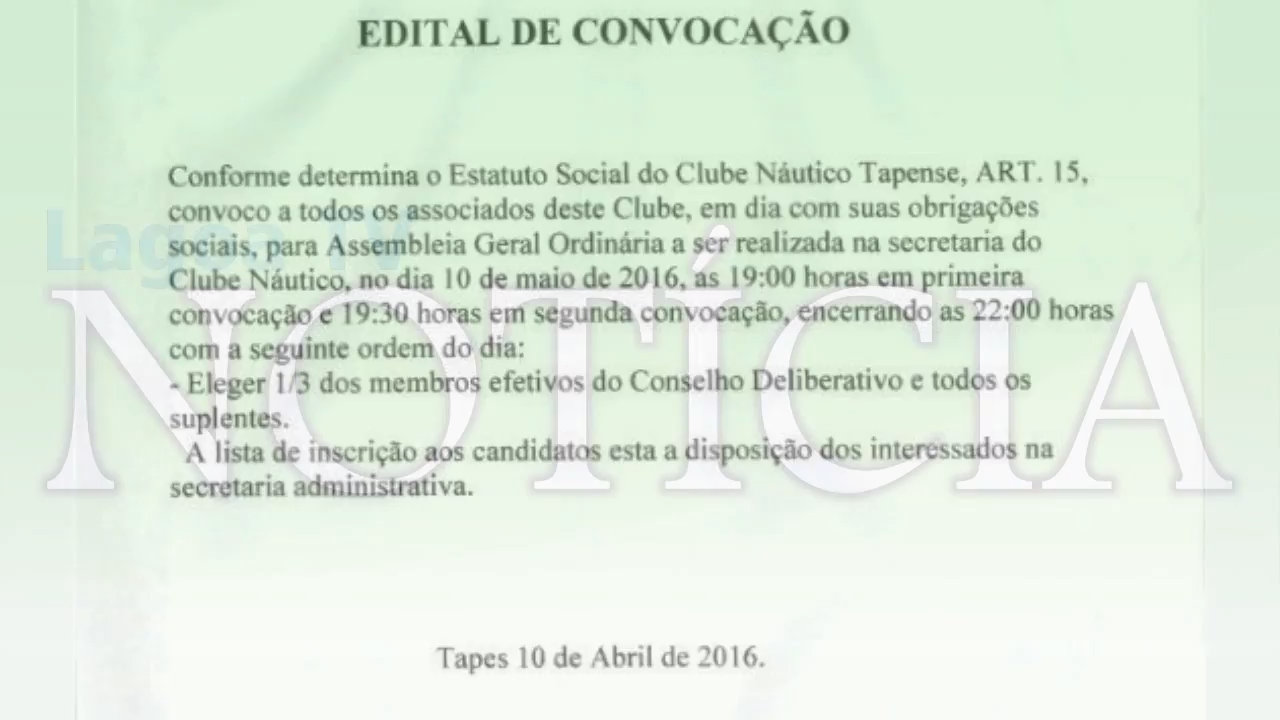 EDITAL DE CONVOCAÇÃO
Conforme determina o Estatuto Social do Clube Náutico Tapense, ART. 15,
convoco a todos os associados deste Clube, em dia com suas obrigações
sociais, para Assembleia Geral Ordinária a ser realizada na secretaria do
Clube Náutico, no dia 10 de maio de 2016, as 19:00 horas em primeira
convocação e 19:30 horas em segunda convocação, encerrando as 22:00 horas
com a seguinte ordem do dia:
- Eleger 1/3 dos membros efetivos do Conselho Deliberativo e todos os
suplentes.
A lista de inscrição aos candidatos esta a disposição dos interessados na
secretaria administrativa.
Tapes 10 de Abril de 2016.
Lagoa TV
NOTÍCIA